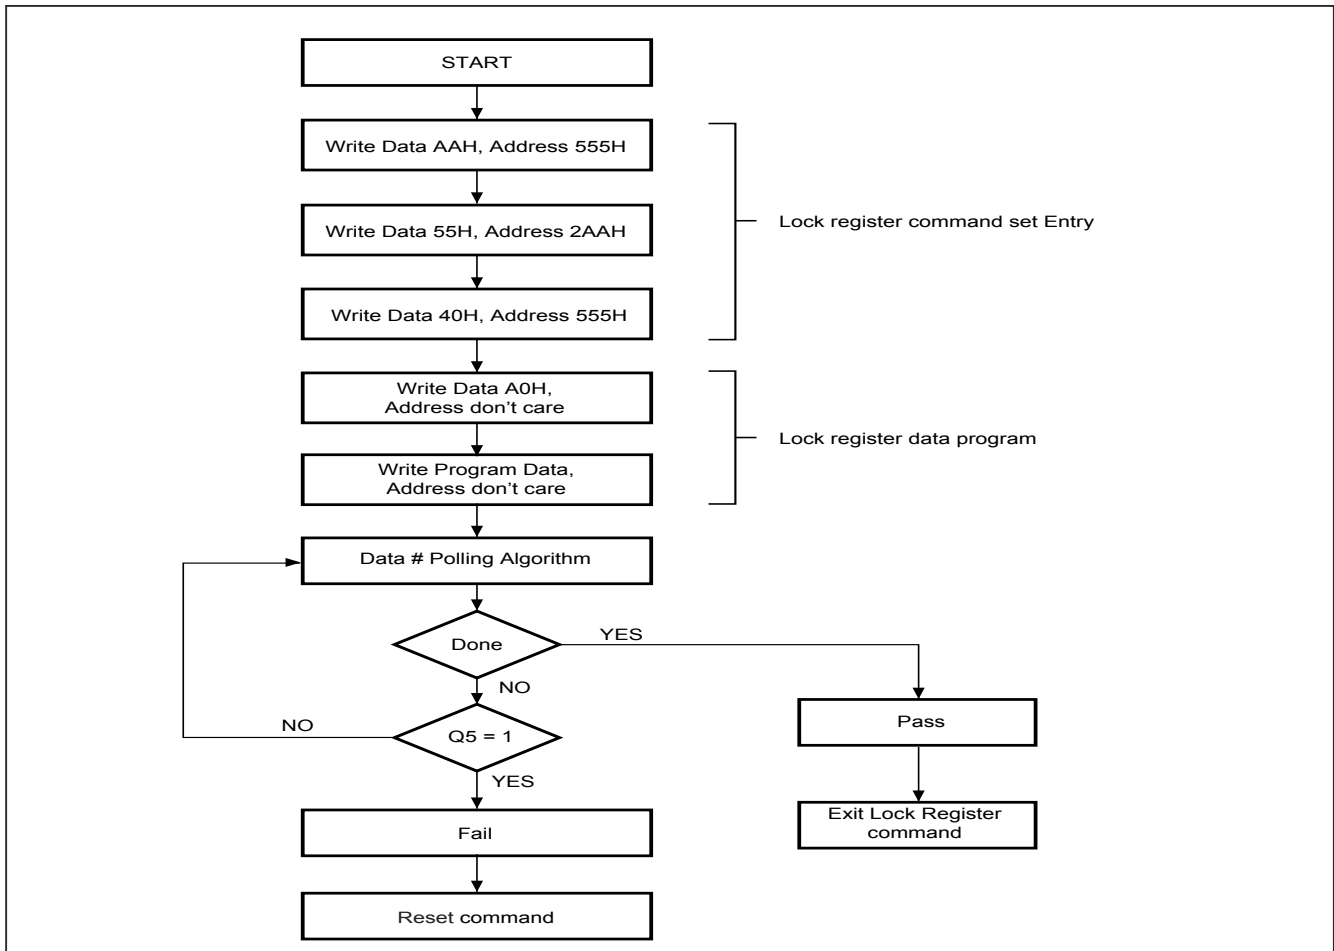 START
Write Data AAH, Address 555H
Write Data 55H, Address 2AAH
Lock register command set Entry
Write Data 40H, Address 555H
Write Data A0H,
Address don't care
Lock register data program
Write Program Data,
Address don't care
Data # Polling Algorithm
Done
YES
NO
Q5 = 1
NO
YES
Pass
Fail
Exit Lock Register
command
Reset command